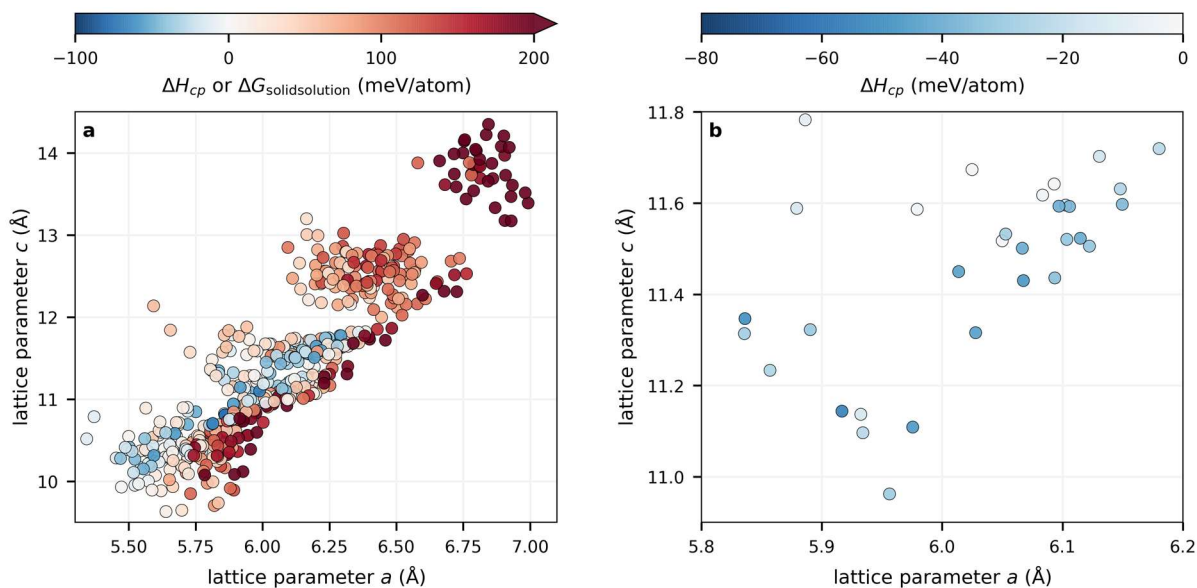 −100 0 100 200
ΔHcp or ΔGsolidsolution (meV/atom)
a
14
13
12
11
10
lattice parameter c (Å)
5.50 5.75 6.00 6.25 6.50 6.75 7.00
lattice parameter a (Å)
−80 −60 −40 −20 0
ΔHcp (meV/atom)
b
11.8
11.6
11.4
11.2
11.0
lattice parameter c (Å)
5.8 5.9 6.0 6.1 6.2
lattice parameter a (Å)